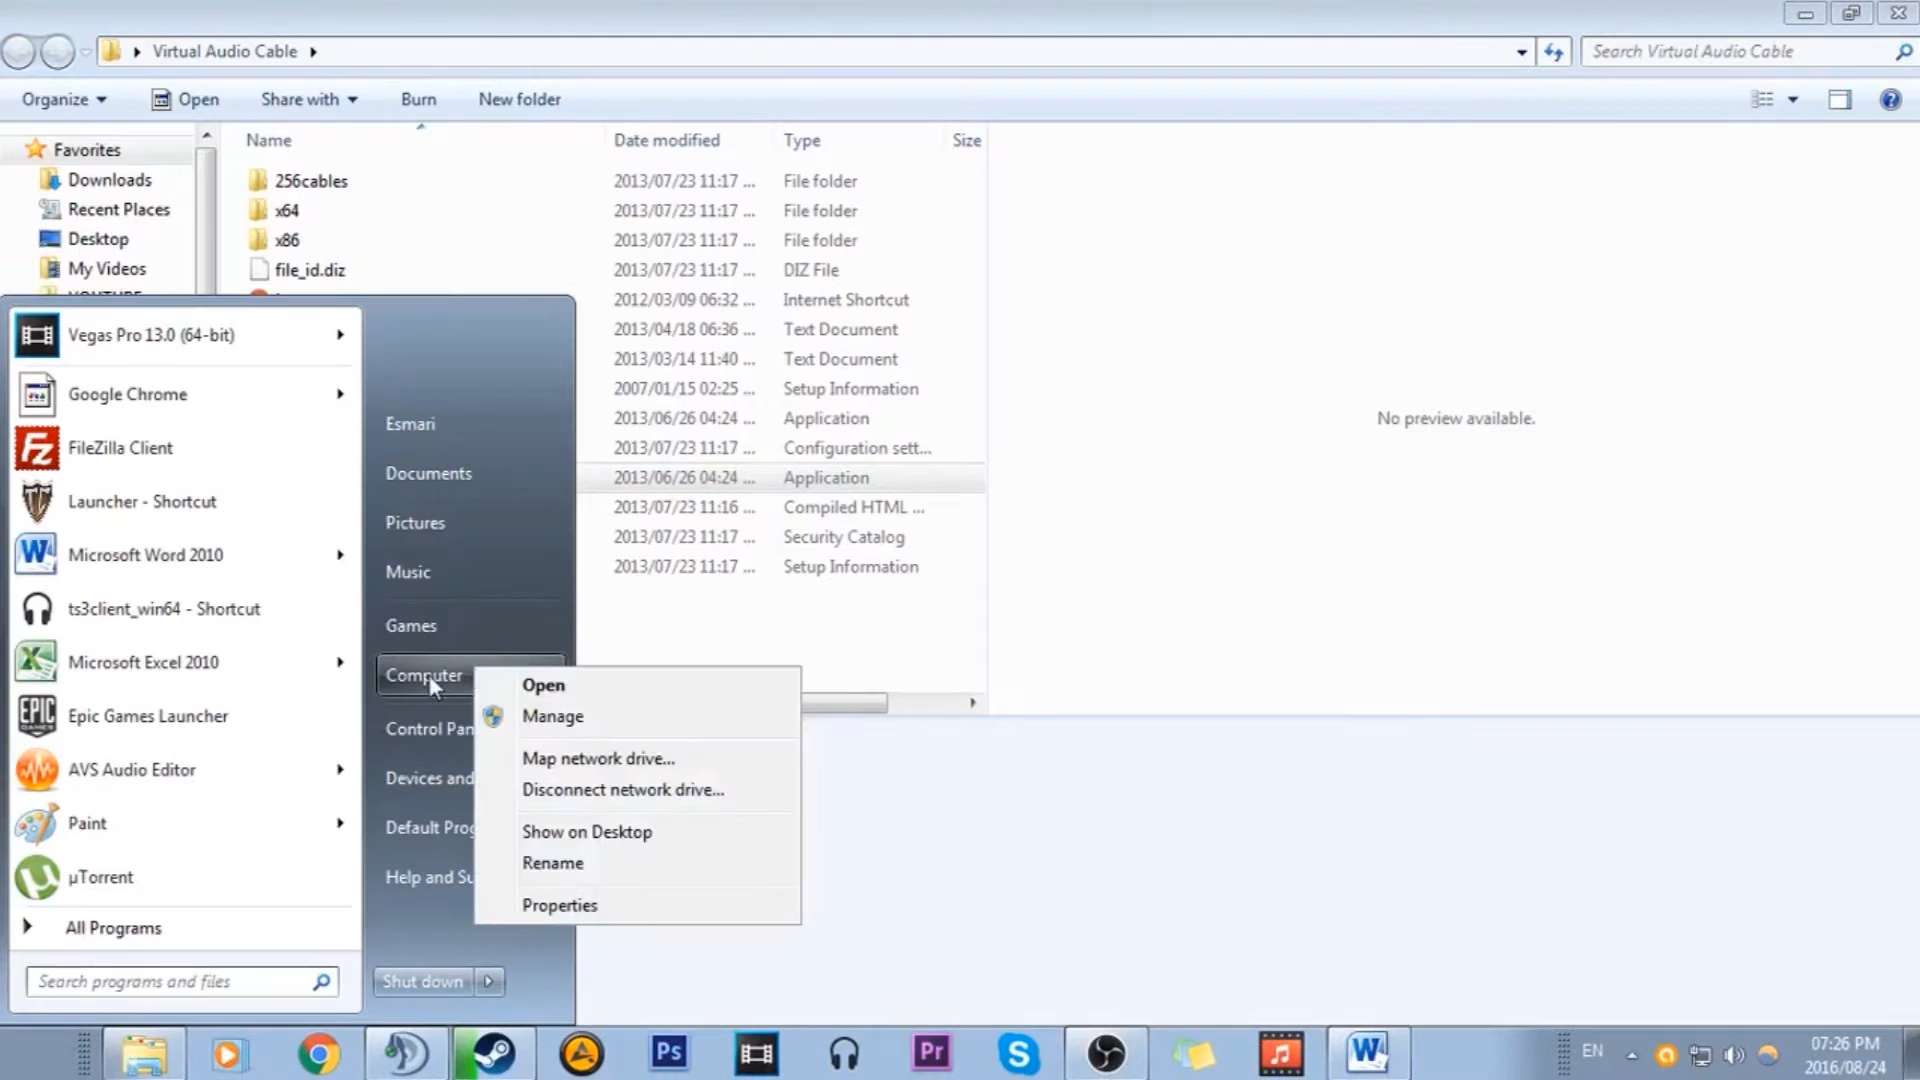 Virtual Audio Cable
Search Virtual Audio Cable
Organize Open Share with Burn New folder
Name Date modified Type Size
Favorites
Downloads
Recent Places
Desktop
My Videos
256cables 2013/07/23 11:17 ... File folder
x64 2013/07/23 11:17 ... File folder
x86 2013/07/23 11:17 ... File folder
file_id.diz 2013/07/23 11:17 ... DIZ File
2012/03/09 06:32 ... Internet Shortcut
2013/04/18 06:36 ... Text Document
2013/03/14 11:40 ... Text Document
2007/01/15 02:25 ... Setup Information
2013/06/26 04:24 ... Application
2013/07/23 11:17 ... Configuration sett...
2013/06/26 04:24 ... Application
2013/07/23 11:16 ... Compiled HTML ...
2013/07/23 11:17 ... Security Catalog
2013/07/23 11:17 ... Setup Information
No preview available.
Vegas Pro 13.0 (64-bit)
Google Chrome
FileZilla Client
Launcher - Shortcut
Microsoft Word 2010
ts3client_win64 - Shortcut
Microsoft Excel 2010
Epic Games Launcher
AVS Audio Editor
Paint
µTorrent
All Programs
Search programs and files
Esmari
Documents
Pictures
Music
Games
Computer
Control Pan
Devices and
Default Prog
Help and Su
Shut down
Open
Manage
Map network drive...
Disconnect network drive...
Show on Desktop
Rename
Properties
EPIC
GAMES
Fz
W
Ps
Pr
S
W
EN
07:26 PM
2016/08/24